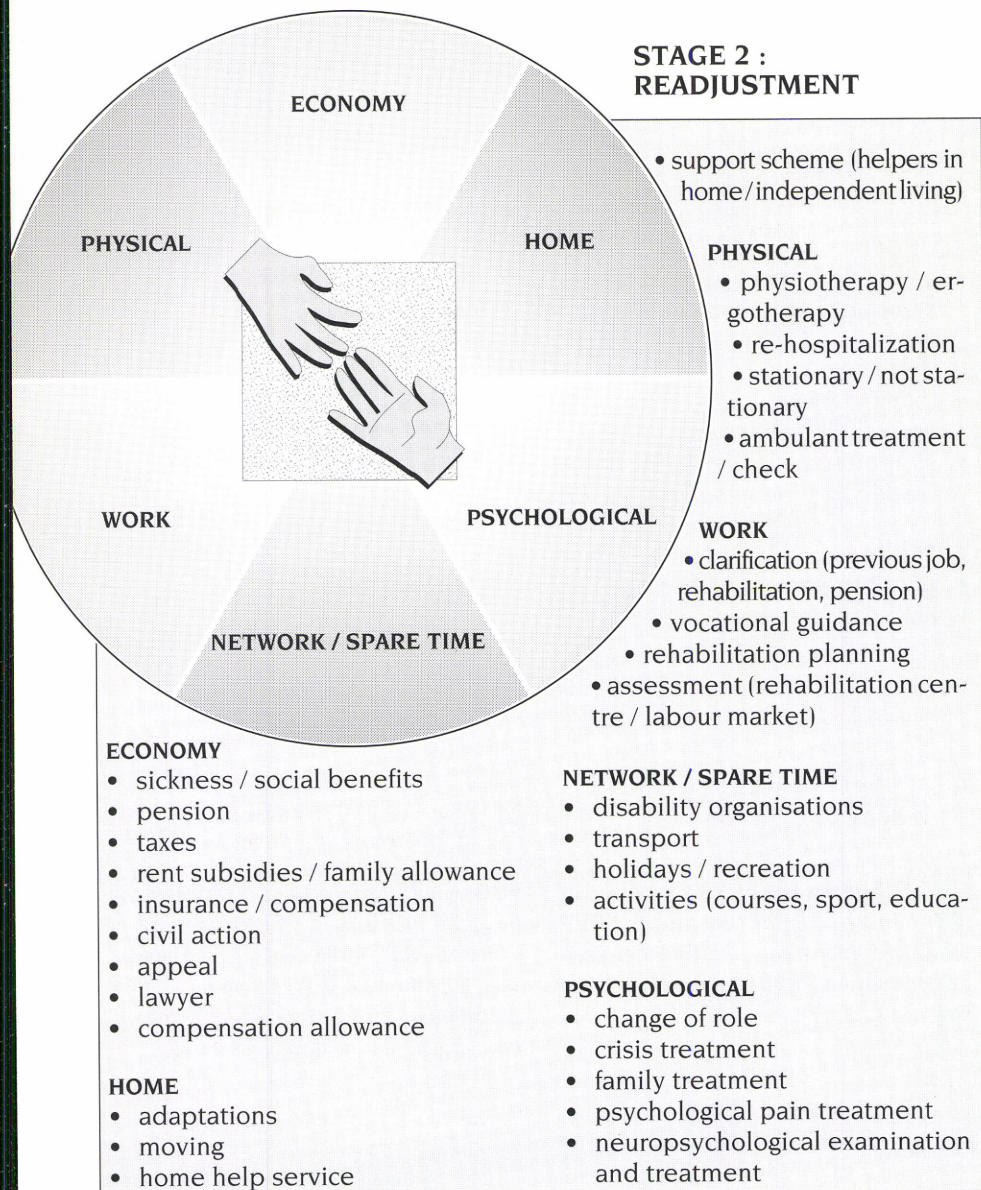 STAGE 2 :
READJUSTMENT
ECONOMY
PHYSICAL
HOME
WORK
PSYCHOLOGICAL
NETWORK / SPARE TIME
ECONOMY
• sickness / social benefits
• pension
• taxes
• rent subsidies / family allowance
• insurance / compensation
• civil action
• appeal
• lawyer
• compensation allowance
HOME
• adaptations
• moving
• home help service
• support scheme (helpers in
home / independent living)
PHYSICAL
• physiotherapy / er-
gotherapy
• re-hospitalization
• stationary / not sta-
tionary
• ambulant treatment
/ check
WORK
• clarification (previous job,
rehabilitation, pension)
• vocational guidance
• rehabilitation planning
• assessment (rehabilitation cen-
tre / labour market)
NETWORK / SPARE TIME
• disability organisations
• transport
• holidays / recreation
• activities (courses, sport, educa-
tion)
PSYCHOLOGICAL
• change of role
• crisis treatment
• family treatment
• psychological pain treatment
• neuropsychological examination
and treatment